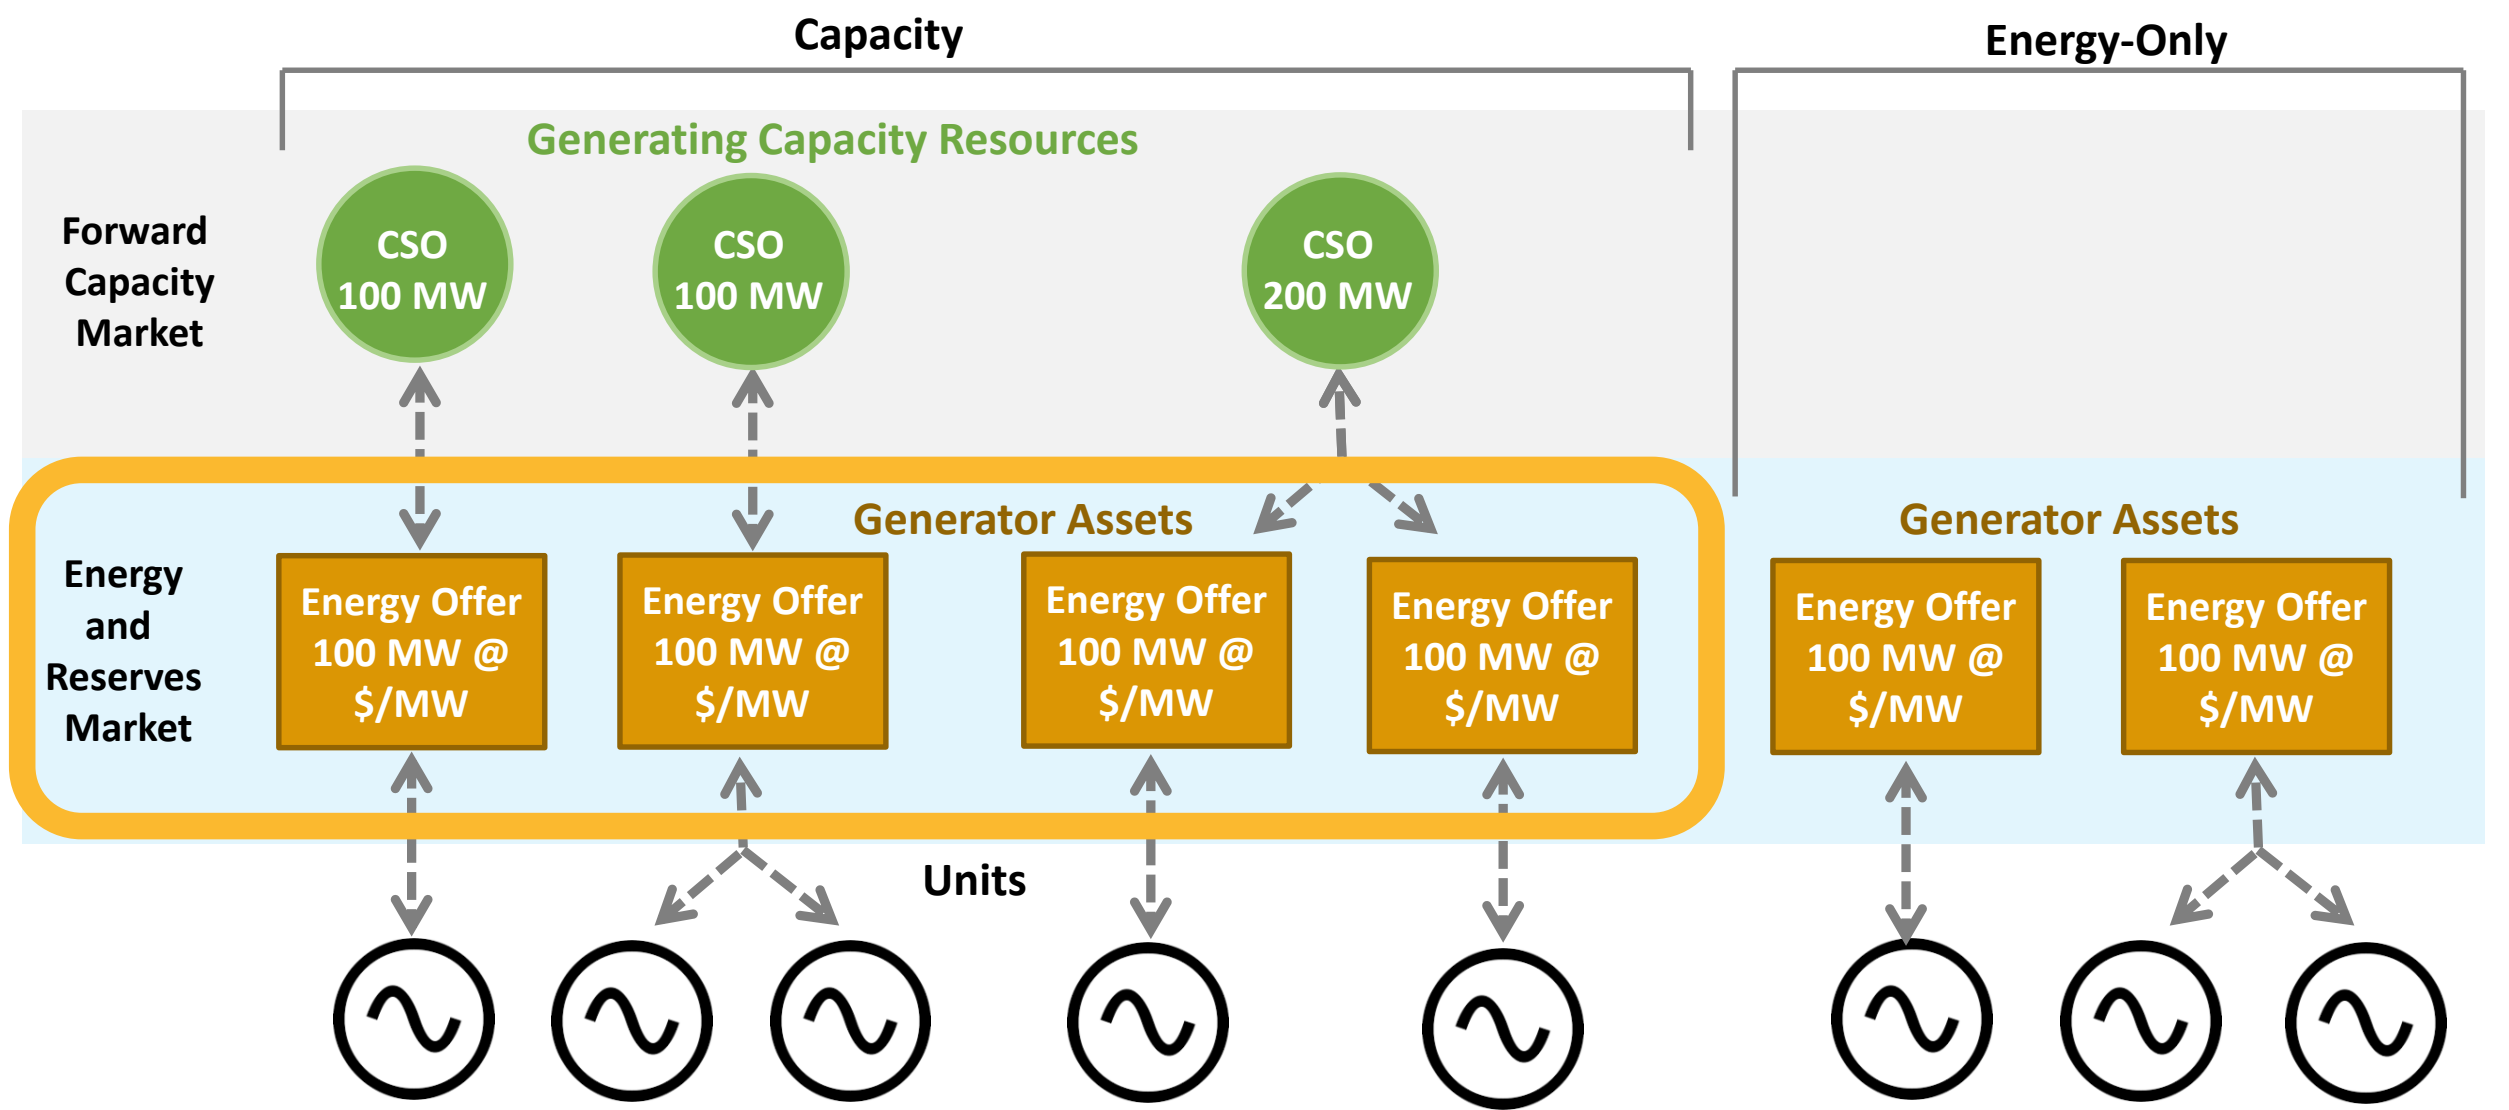 Capacity
Energy-Only
Generating Capacity Resources
Forward
Capacity
Market
CSO
100 MW
CSO
100 MW
CSO
200 MW
Generator Assets
Generator Assets
Energy
and
Reserves
Market
Energy Offer
100 MW @
$/MW
Energy Offer
100 MW @
$/MW
Energy Offer
100 MW @
$/MW
Energy Offer
100 MW @
$/MW
Energy Offer
100 MW @
$/MW
Energy Offer
100 MW @
$/MW
Units